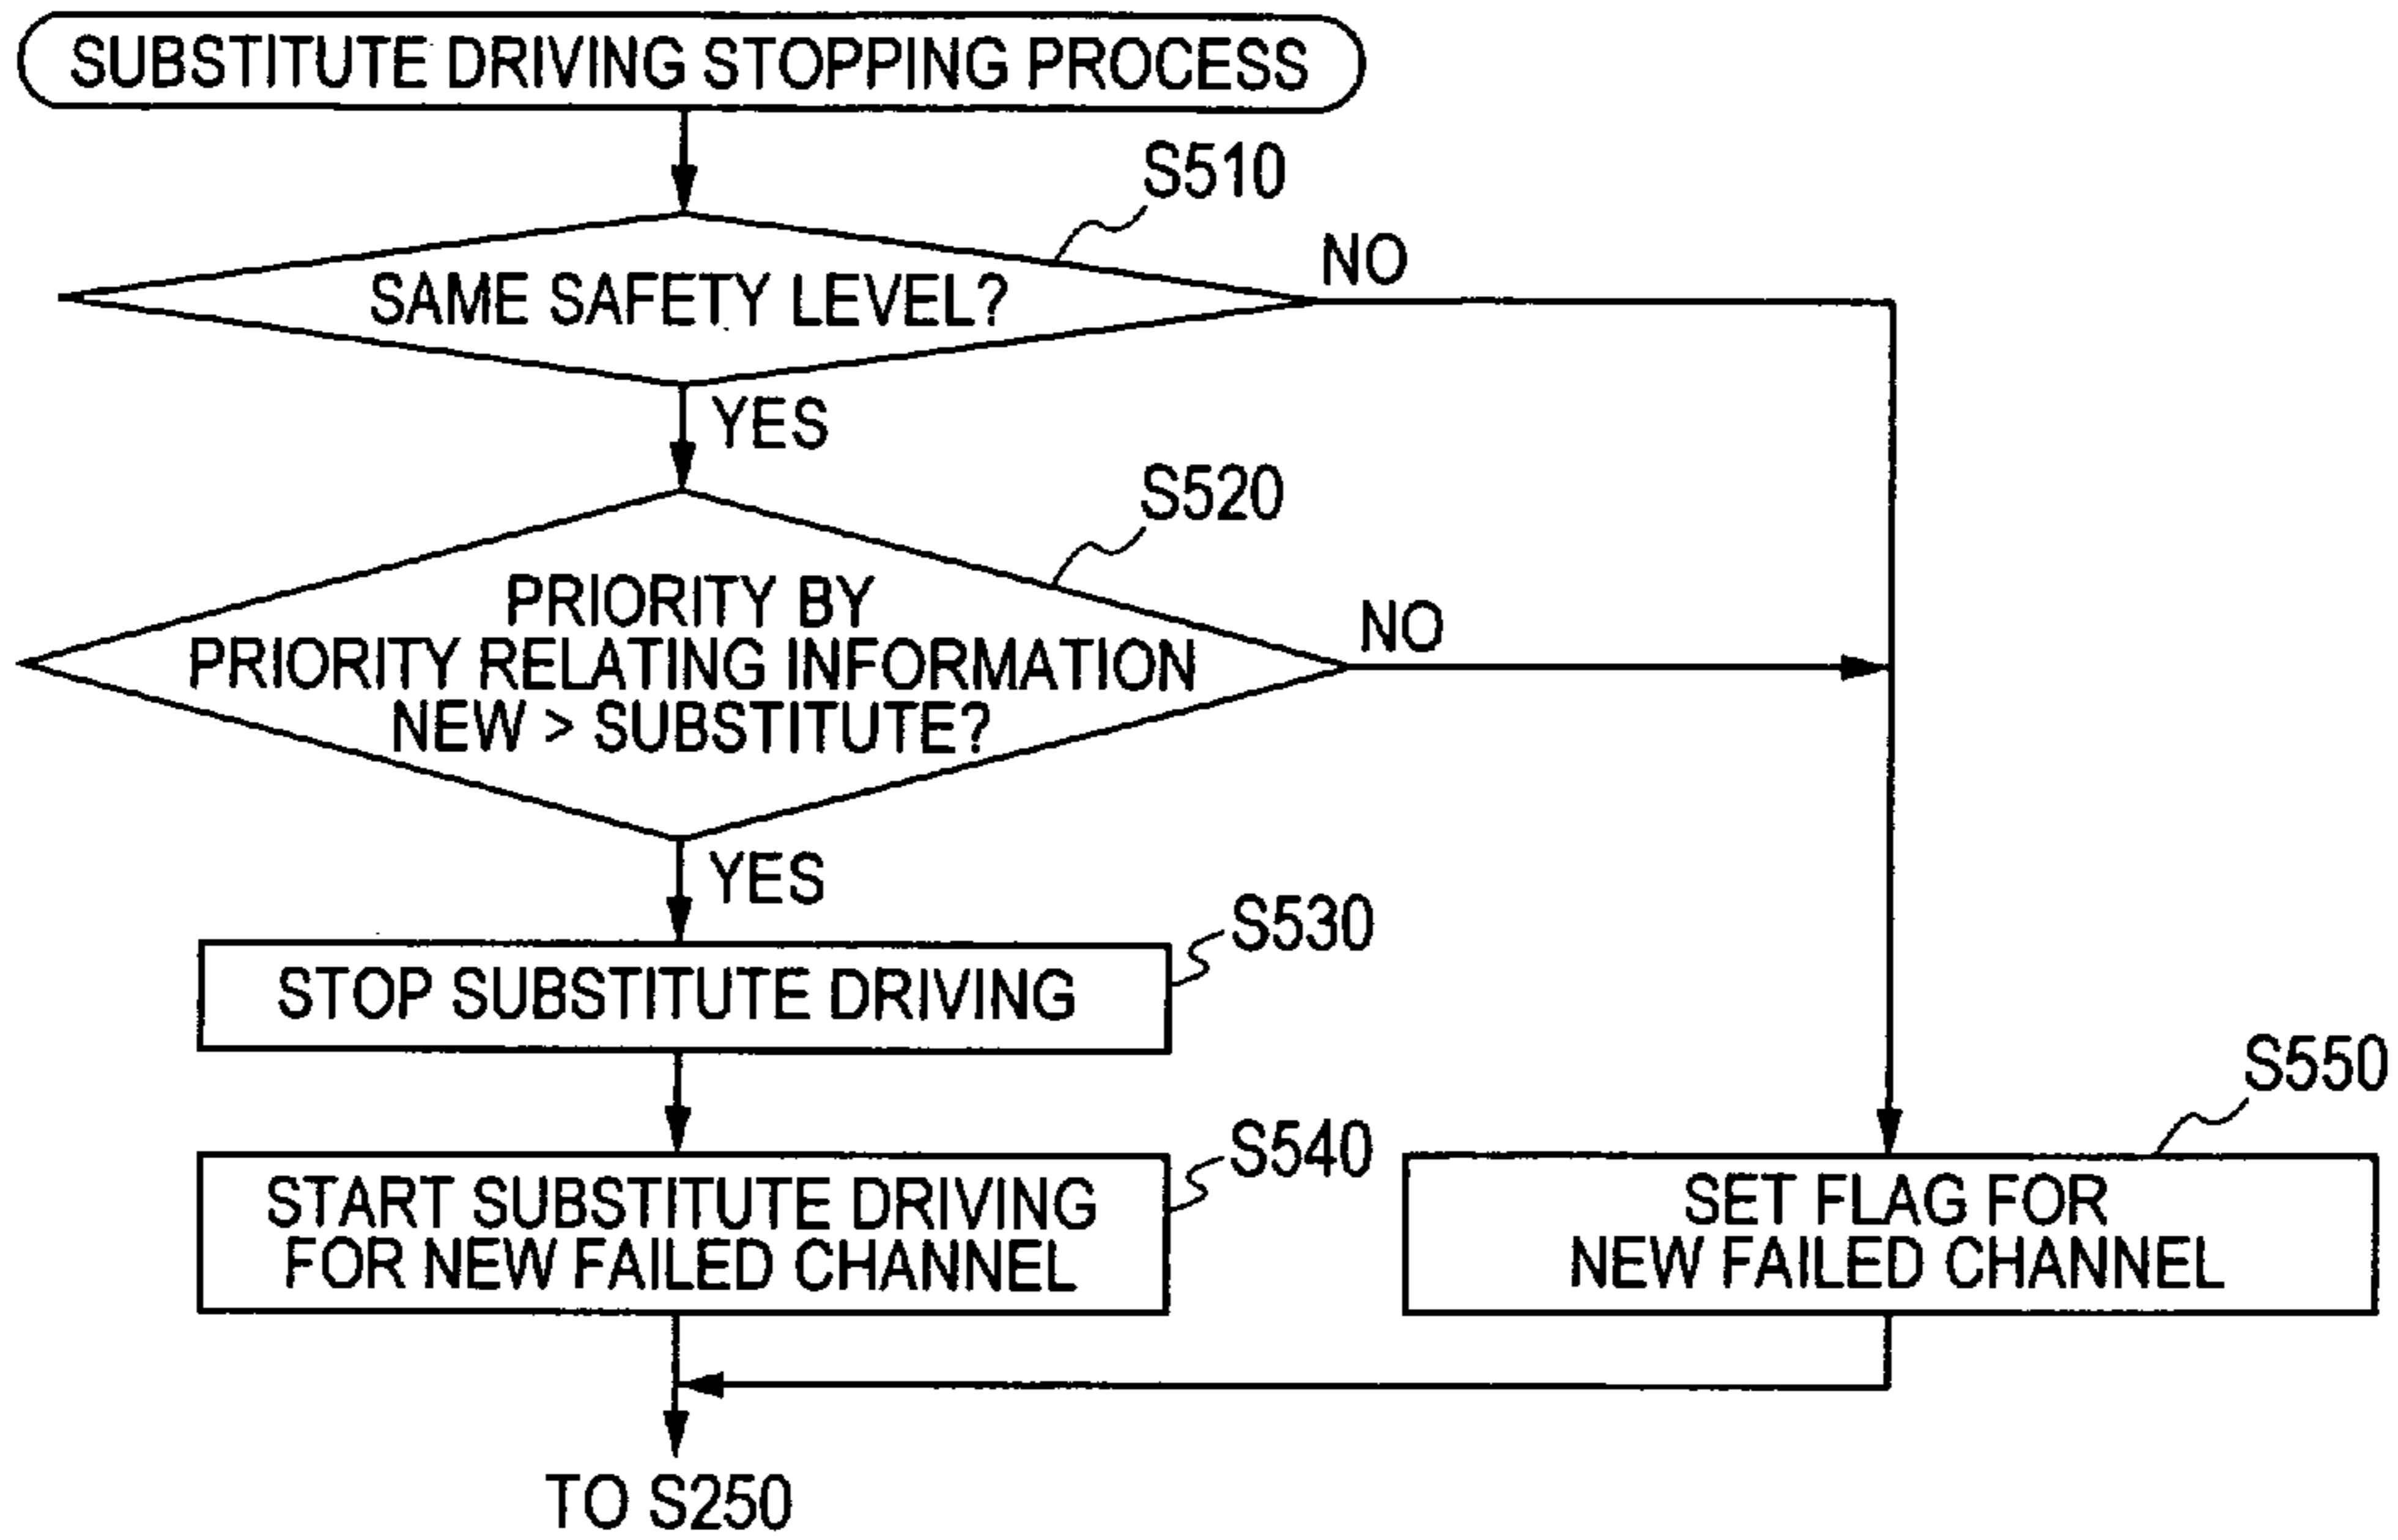 SUBSTITUTE DRIVING STOPPING PROCESS
S510
SAME SAFETY LEVEL?
NO
YES
S520
PRIORITY BY
PRIORITY RELATING INFORMATION
NEW > SUBSTITUTE?
NO
YES
S530
STOP SUBSTITUTE DRIVING
S540
START SUBSTITUTE DRIVING
FOR NEW FAILED CHANNEL
S550
SET FLAG FOR
NEW FAILED CHANNEL
TO S250